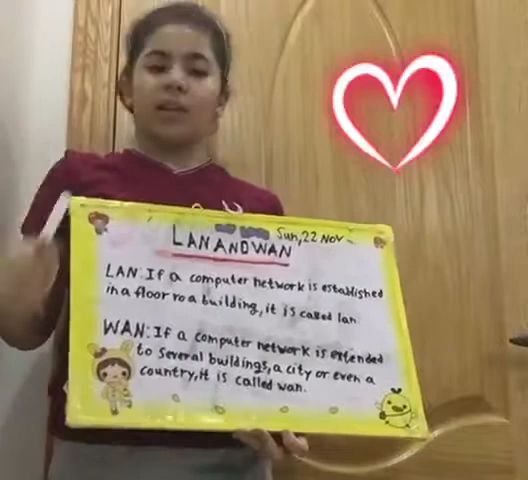 Sun, 22 Nov
LAN AND WAN
LAN: If a computer network is established
in a floor ro a building, it is called lan
WAN: If a computer network is extended
to several buildings, a city or even a
country, it is called wan.